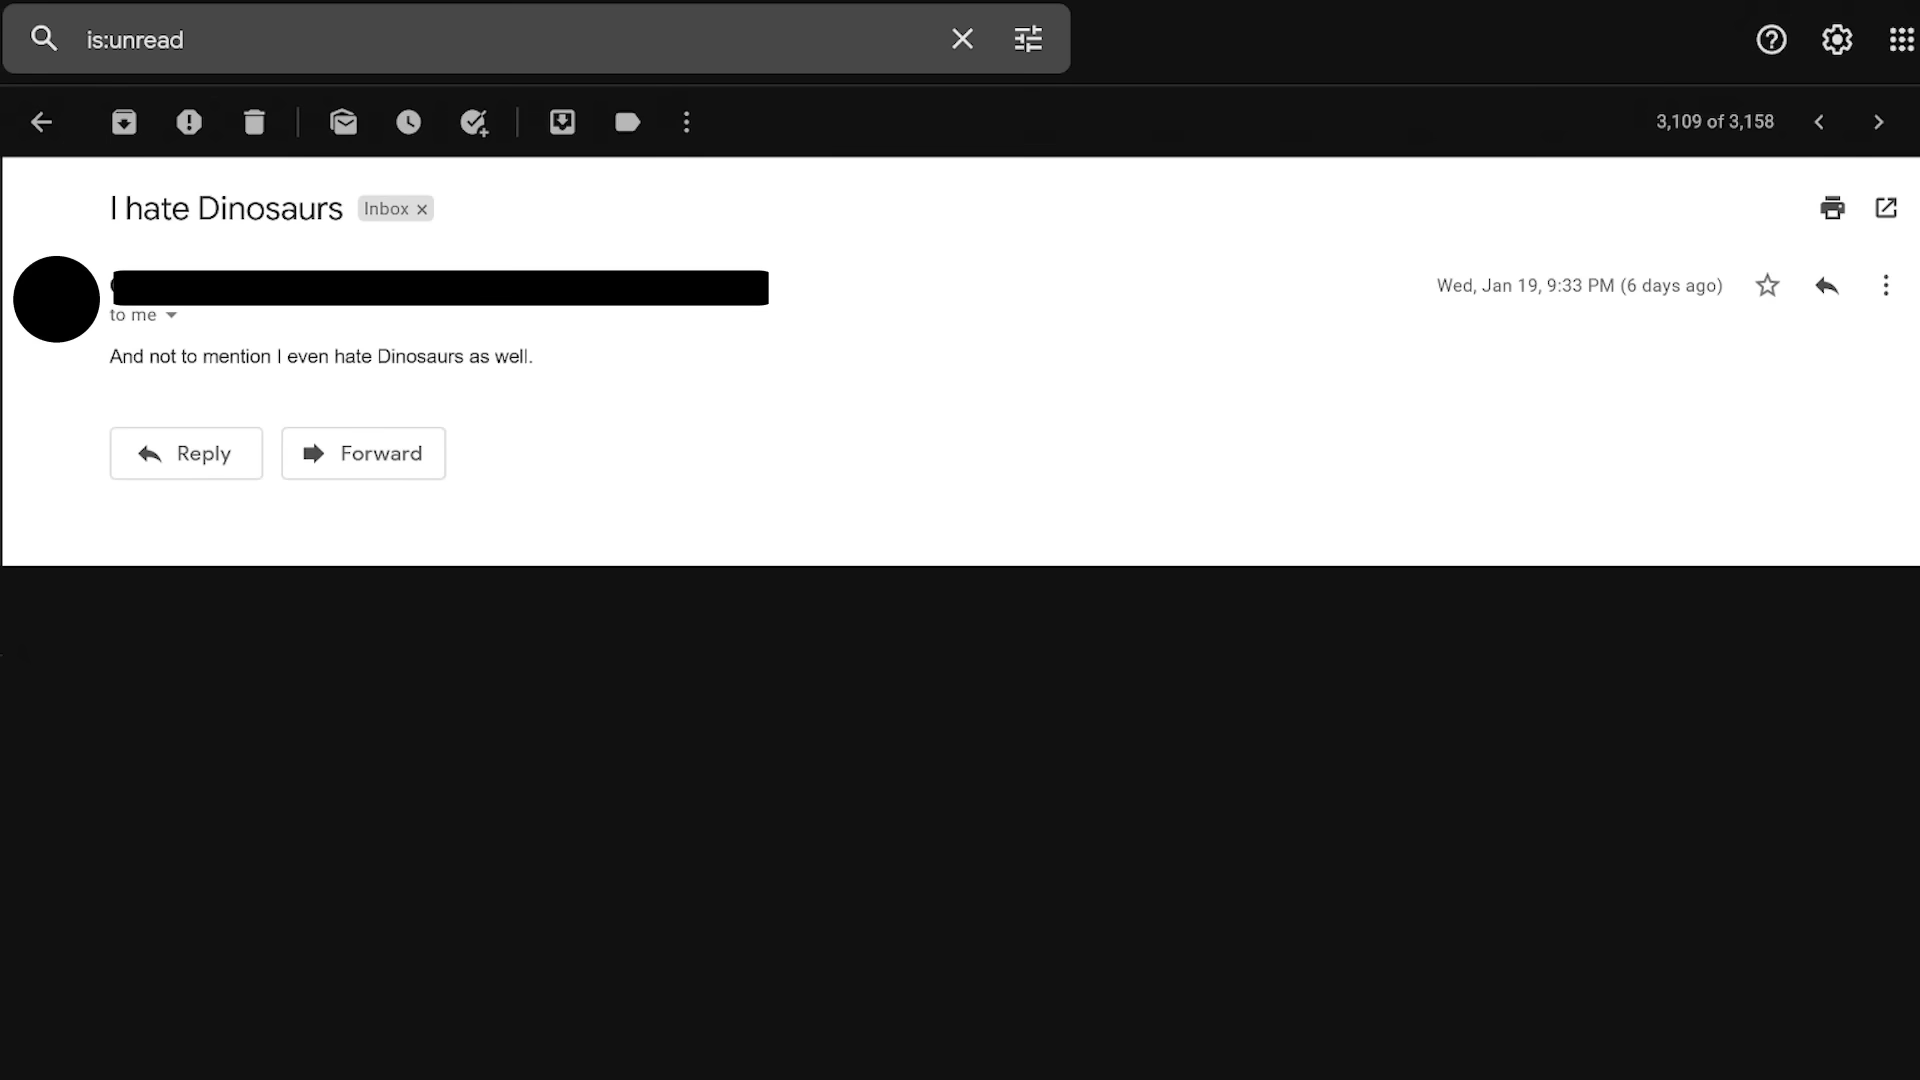 is:unread
3,109 of 3,158
I hate Dinosaurs Inbox x
Wed, Jan 19, 9:33 PM (6 days ago)
to me
And not to mention I even hate Dinosaurs as well.
Reply Forward